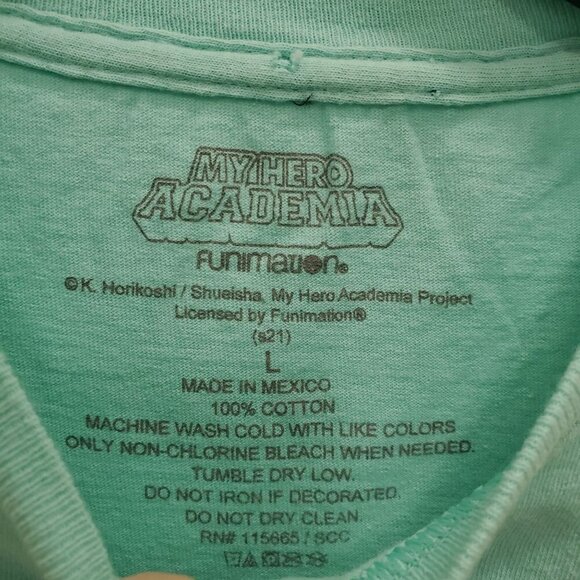 MY HERO
ACADEMIA
FUNIMATION®
© K. Horikoshi / Shueisha, My Hero Academia Project
Licensed by Funimation®
(s21)
L
MADE IN MEXICO
100% COTTON
MACHINE WASH COLD WITH LIKE COLORS
ONLY NON-CHLORINE BLEACH WHEN NEEDED.
TUMBLE DRY LOW.
DO NOT IRON IF DECORATED.
DO NOT DRY CLEAN.
RN# 115665 / SCC